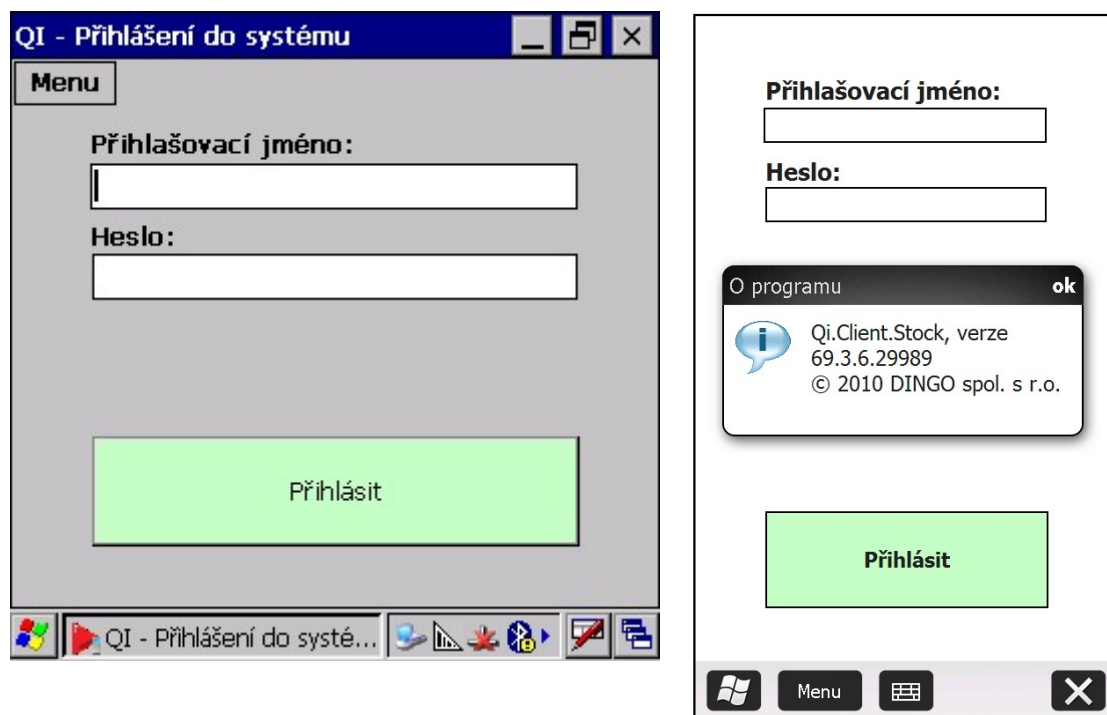 QI - Přihlášení do systému
Menu
Přihlašovací jméno:
Heslo:
Přihlásit
QI - Přihlášení do systé...
Přihlašovací jméno:
Heslo:
O programu
ok
Qi.Client.Stock, verze
69.3.6.29989
© 2010 DINGO spol. s r.o.
Přihlásit
Menu